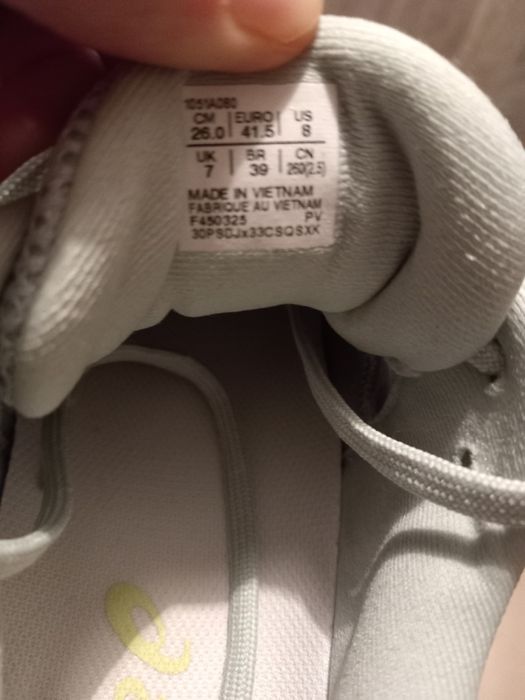 1051A080
CM | EURO | US
26.0 | 41.5 | 8
UK | BR | CN
7 | 39 | 260(2.5)
MADE IN VIETNAM
FABRIQUE AU VIETNAM
F450325 PV
30PSDJx33CSQSXK